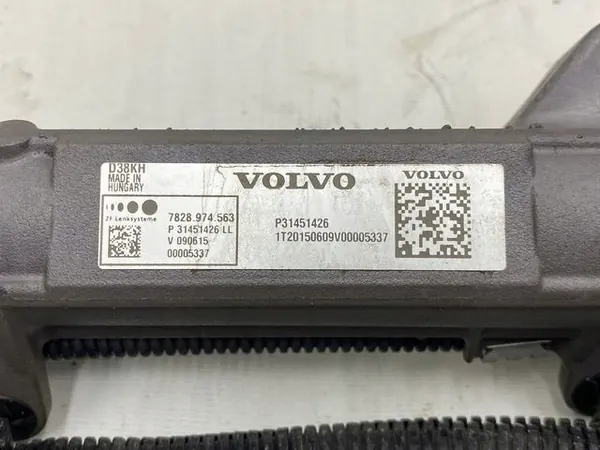 D38KH
MADE IN
HUNGARY
ZF Lenksysteme
7828.974.563
P 31451426 LL
V 090615
00005337
VOLVO
P31451426
1T20150609V00005337
VOLVO